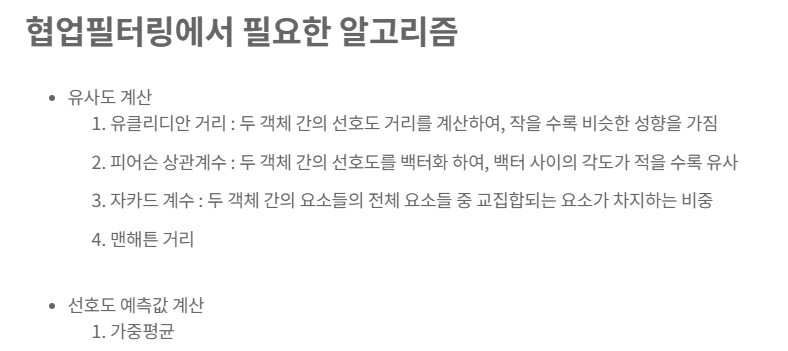 협업필터링에서 필요한 알고리즘
• 유사도 계산
1. 유클리디안 거리 : 두 객체 간의 선호도 거리를 계산하여, 작을 수록 비슷한 성향을 가짐
2. 피어슨 상관계수 : 두 객체 간의 선호도를 백터화 하여, 백터 사이의 각도가 적을 수록 유사
3. 자카드 계수 : 두 객체 간의 요소들의 전체 요소들 중 교집합되는 요소가 차지하는 비중
4. 맨해튼 거리
• 선호도 예측값 계산
1. 가중평균